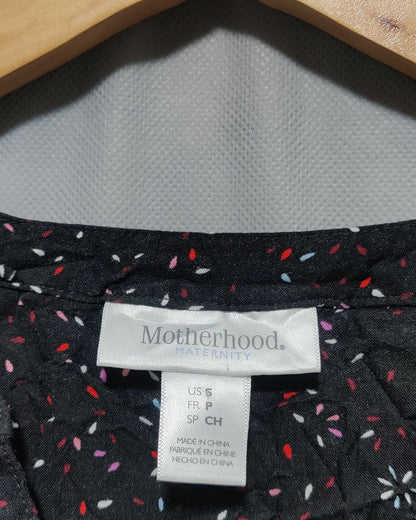 Motherhood®
MATERNITY
US S
FR P
SP CH
MADE IN CHINA
FABRIQUÉ EN CHINE
HECHO EN CHINA